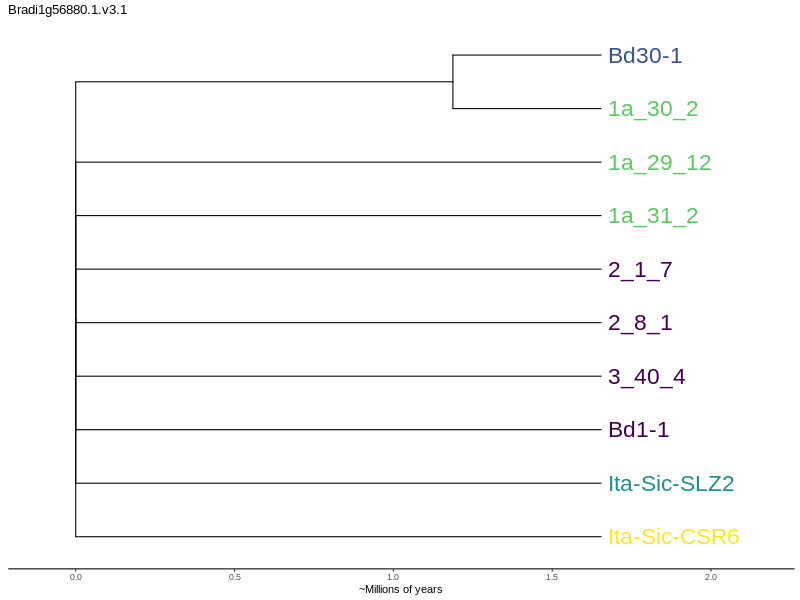 Bradi1g56880.1.v3.1
Bd30-1
1a_30_2
1a_29_12
1a_31_2
2_1_7
2_8_1
3_40_4
Bd1-1
Ita-Sic-SLZ2
Ita-Sic-CSR6
0.0 0.5 1.0 1.5 2.0
~Millions of years